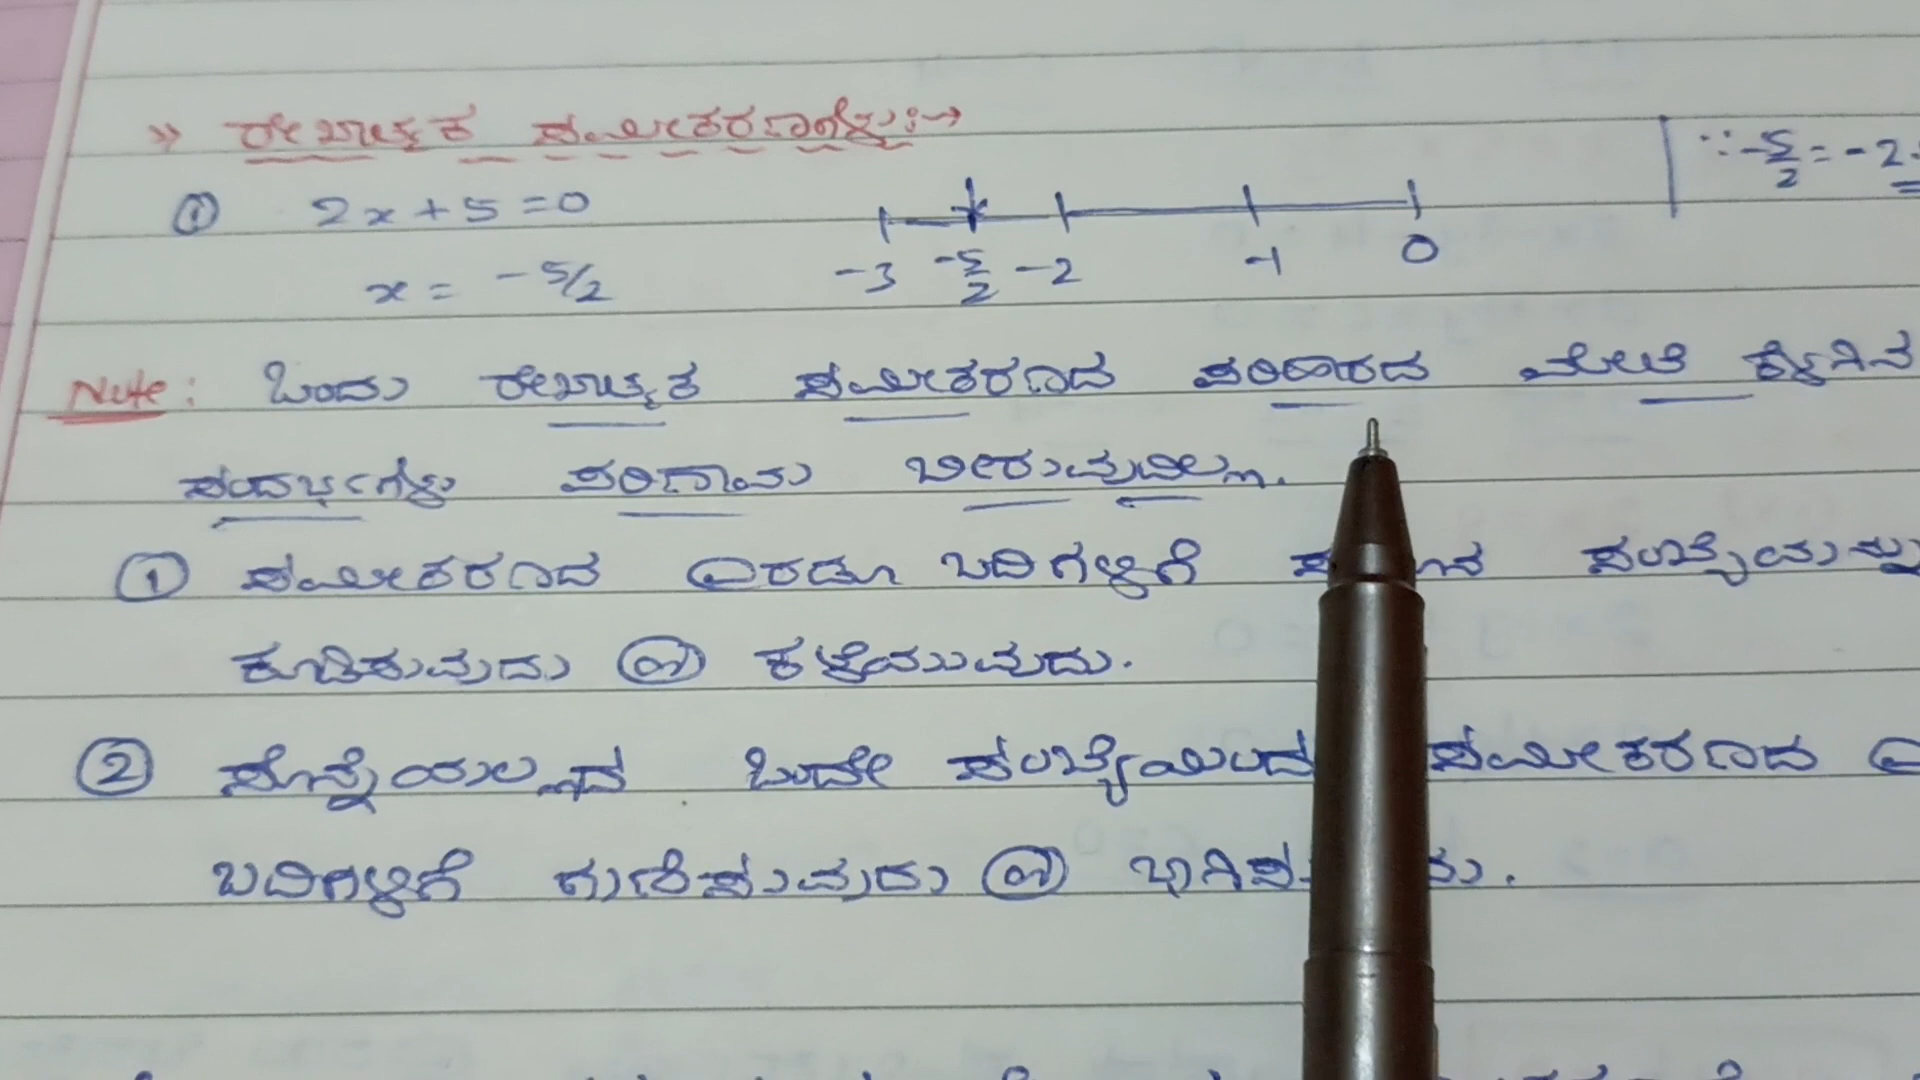 » ರೇಖಾತ್ಮಕ ಸಮೀಕರಣಗಳು :→
① 2x + 5 = 0
x = -5/2
-3 -5/2 -2 -1 0
∵ -5/2 = -2.
Note: ಒಂದು ರೇಖಾತ್ಮಕ ಸಮೀಕರಣದ ಪರಿಹಾರದ ಮೇಲೆ ಕೆಳಗಿನ
ಸಂದರ್ಭಗಳು ಪರಿಣಾಮ ಬೀರುವುದಿಲ್ಲ.
① ಸಮೀಕರಣದ ಎರಡೂ ಬದಿಗಳಿಗೆ ಸಂಖ್ಯೆಯನ್ನು
ಕೂಡಿಸುವುದು ಅಥವಾ ಕಳೆಯುವುದು.
② ಸೊನ್ನೆಯಲ್ಲದ ಒಂದೇ ಸಂಖ್ಯೆಯಿಂದ ಸಮೀಕರಣದ
ಬದಿಗಳಿಗೆ ಗುಣಿಸುವುದು ಅಥವಾ